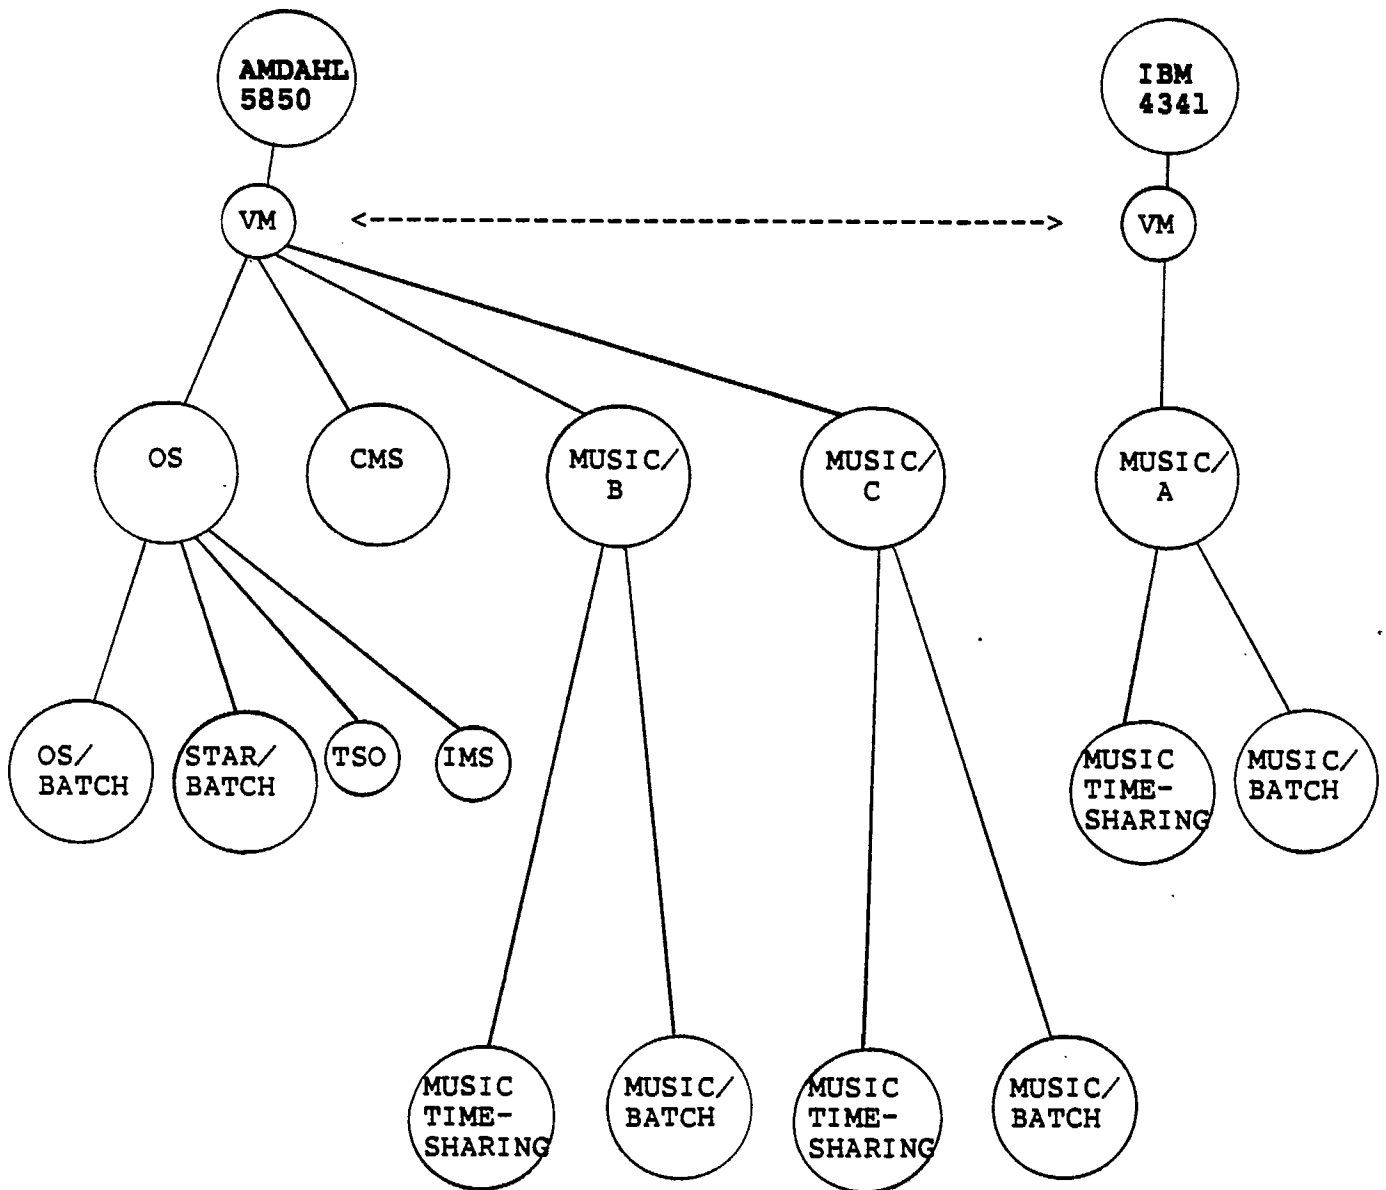 AMDAHL
5850
IBM
4341
VM
<-------------------------------------------->
VM
OS
CMS
MUSIC/
B
MUSIC/
C
MUSIC/
A
OS/
BATCH
STAR/
BATCH
TSO
IMS
MUSIC
TIME-
SHARING
MUSIC/
BATCH
MUSIC
TIME-
SHARING
MUSIC/
BATCH
MUSIC
TIME-
SHARING
MUSIC/
BATCH